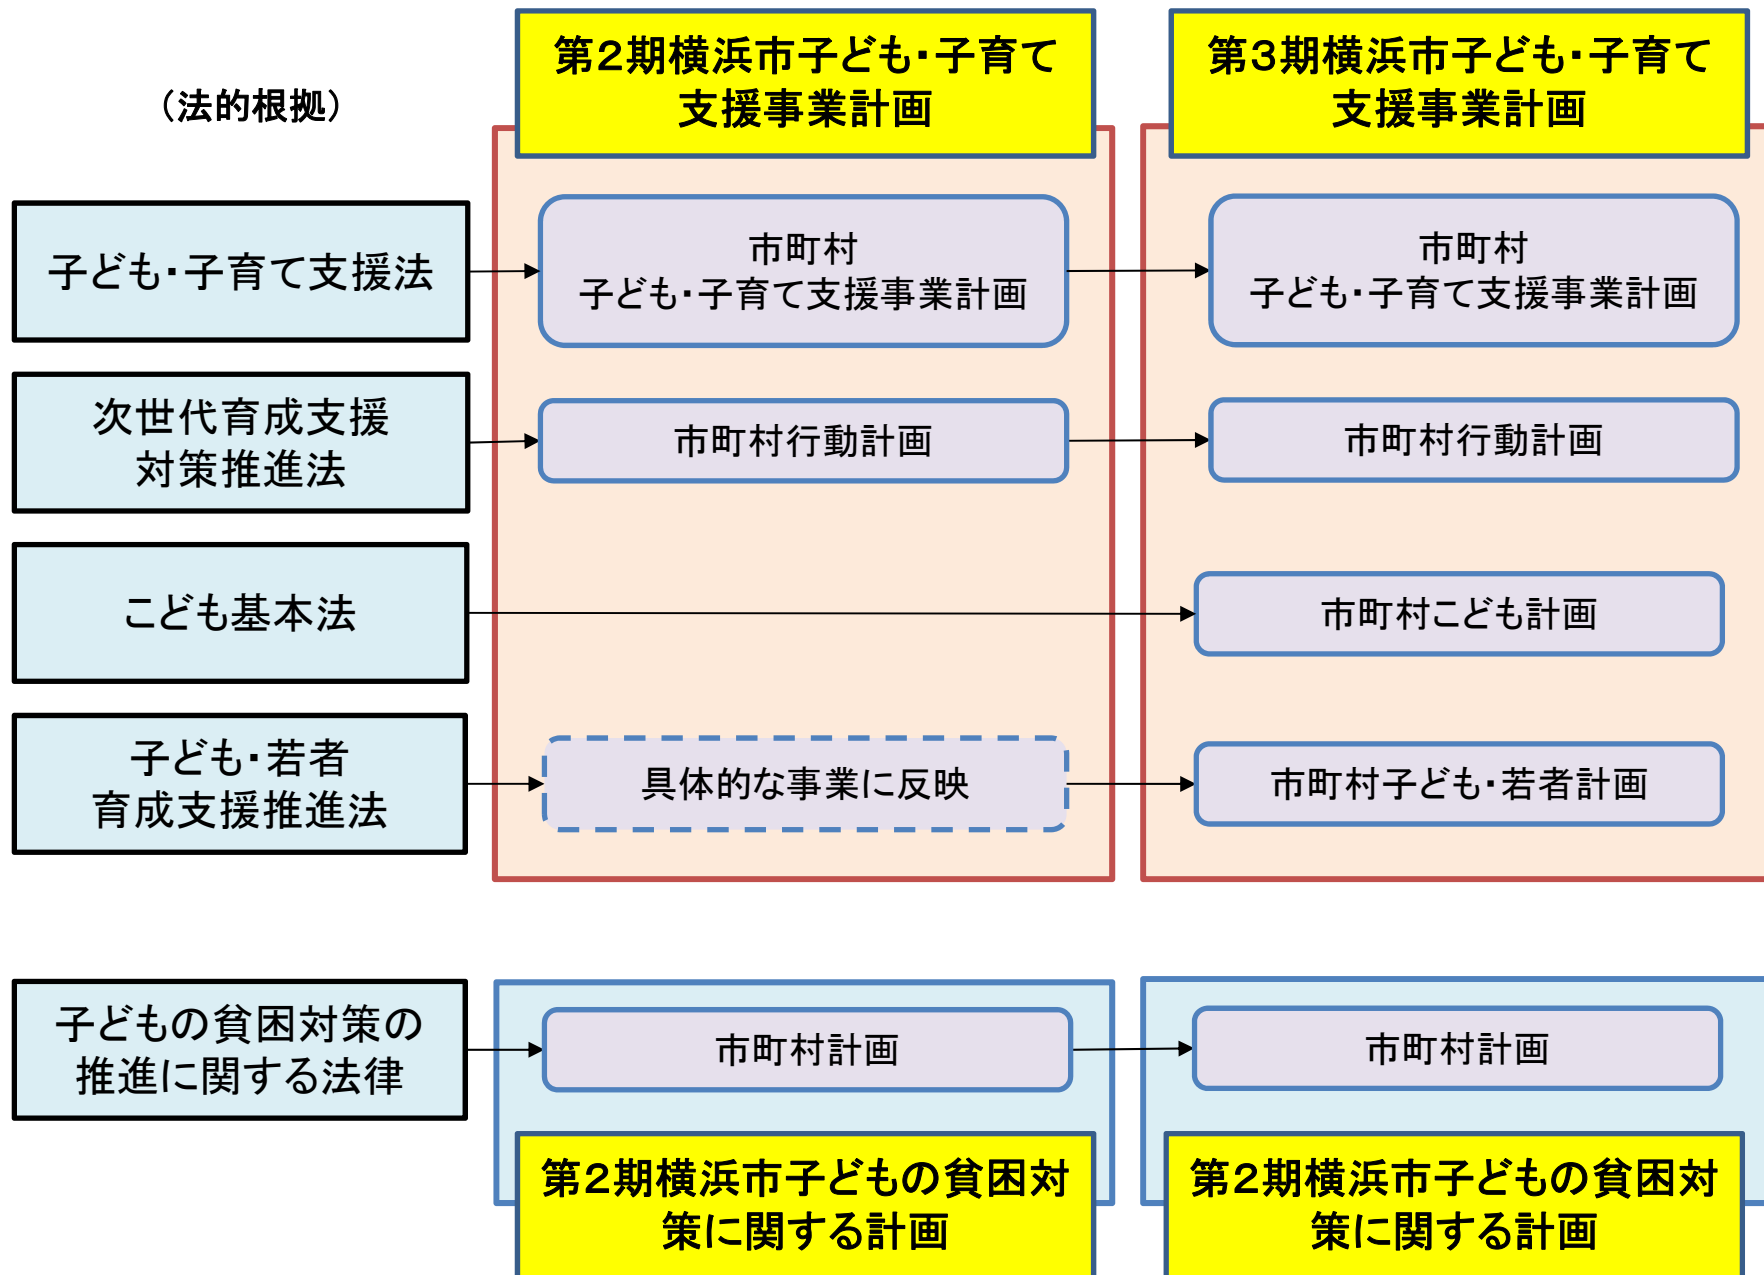 第2期横浜市子ども・子育て
支援事業計画
第3期横浜市子ども・子育て
支援事業計画
（法的根拠）
子ども・子育て支援法
市町村
子ども・子育て支援事業計画
市町村
子ども・子育て支援事業計画
次世代育成支援
対策推進法
市町村行動計画
市町村行動計画
こども基本法
市町村こども計画
子ども・若者
育成支援推進法
具体的な事業に反映
市町村子ども・若者計画
子どもの貧困対策の
推進に関する法律
市町村計画
市町村計画
第2期横浜市子どもの貧困対
策に関する計画
第2期横浜市子どもの貧困対
策に関する計画